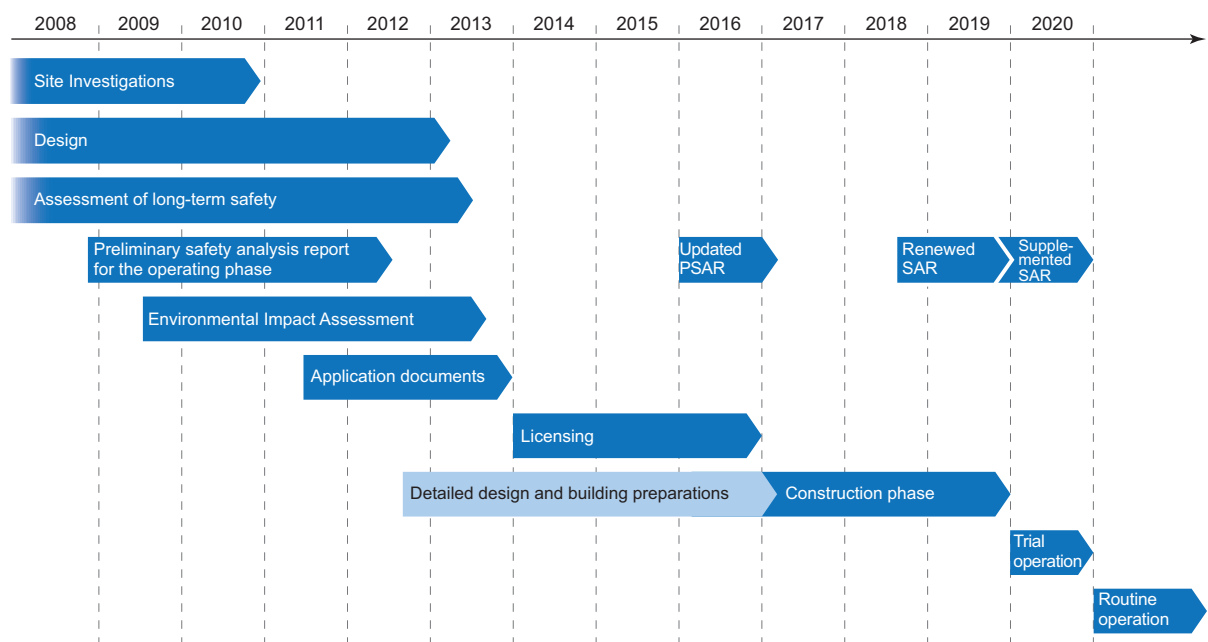 2008 2009 2010 2011 2012 2013 2014 2015 2016 2017 2018 2019 2020
Site Investigations
Design
Assessment of long-term safety
Preliminary safety analysis report
for the operating phase
Updated
PSAR
Renewed
SAR
Supple-
mented
SAR
Environmental Impact Assessment
Application documents
Licensing
Detailed design and building preparations
Construction phase
Trial
operation
Routine
operation